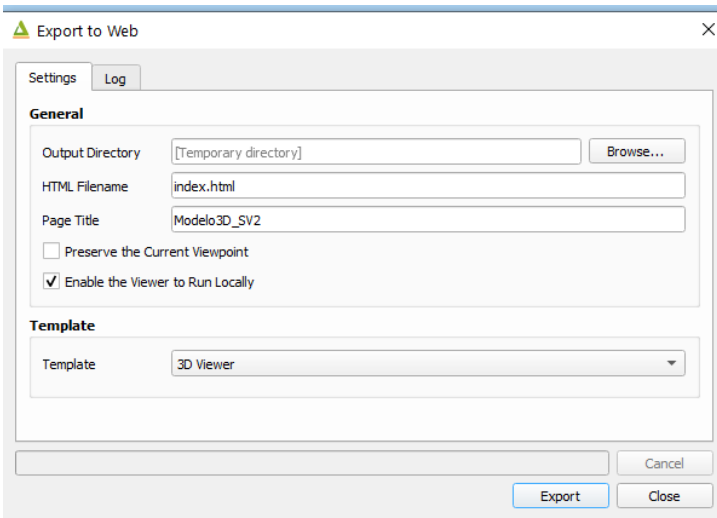 Export to Web
Settings Log
General
Output Directory [Temporary directory] Browse...
HTML Filename index.html
Page Title Modelo3D_SV2
Preserve the Current Viewpoint
Enable the Viewer to Run Locally
Template
Template 3D Viewer
Cancel
Export Close